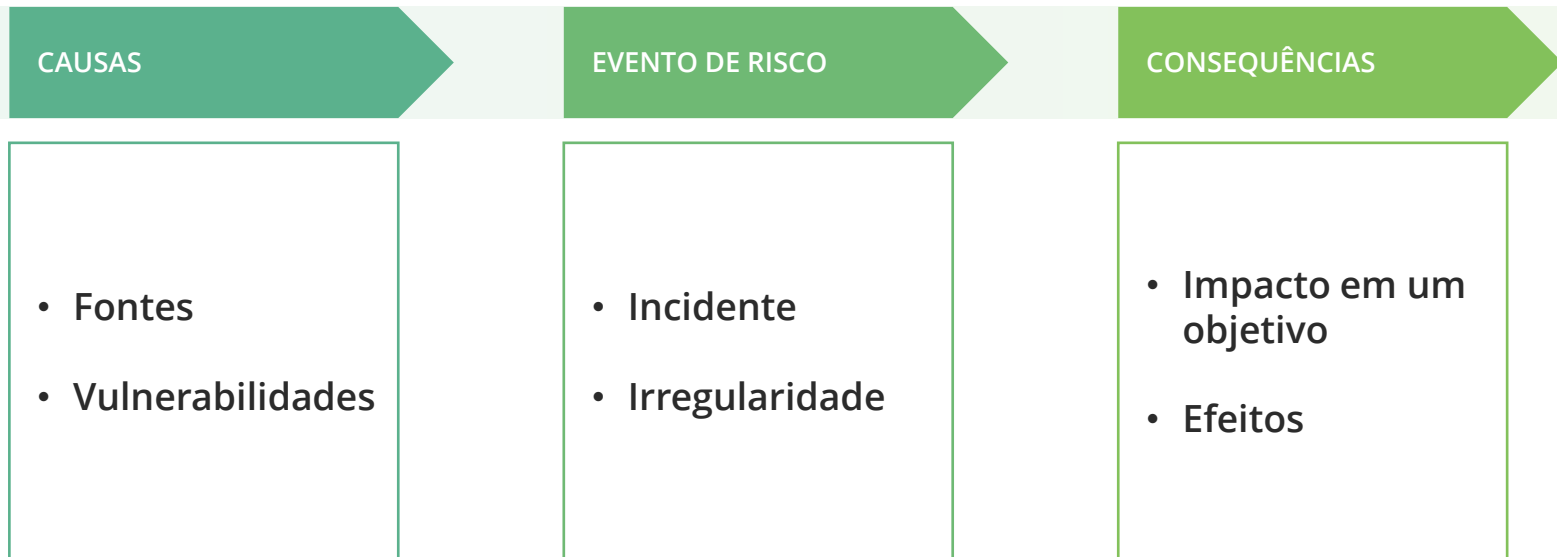 CAUSAS
• Fontes
• Vulnerabilidades
EVENTO DE RISCO
• Incidente
• Irregularidade
CONSEQUÊNCIAS
• Impacto em um
objetivo
• Efeitos